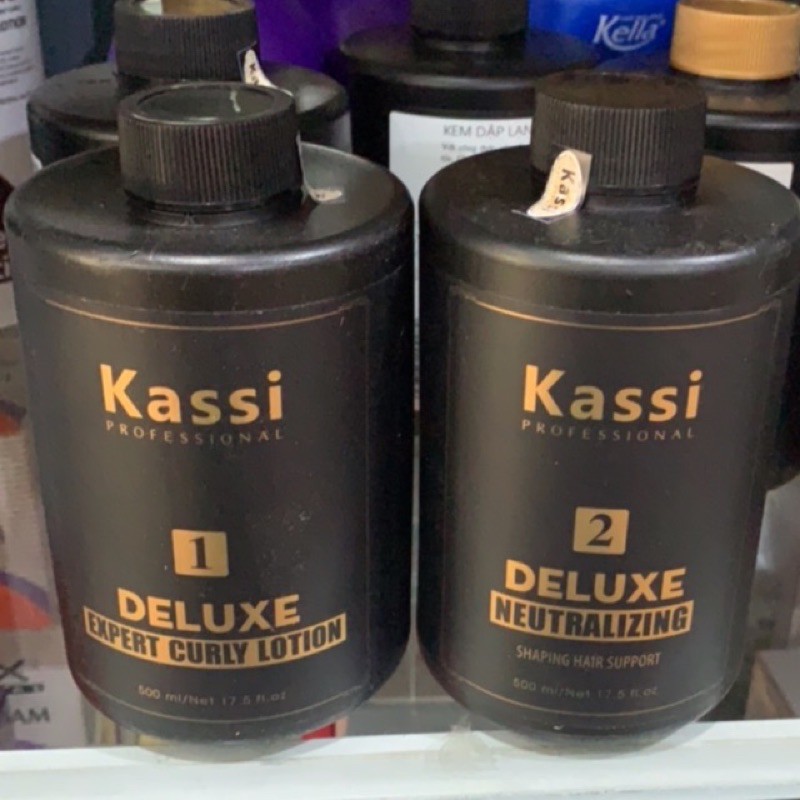 Kella
KEM DẬP LAN
Kassi
PROFESSIONAL
1
DELUXE
EXPERT CURLY LOTION
500 ml/Net 17.5 fl.oz
Kas
Kassi
PROFESSIONAL
2
DELUXE
NEUTRALIZING
SHAPING HAIR SUPPORT
500 ml/Net 17.5 fl.oz